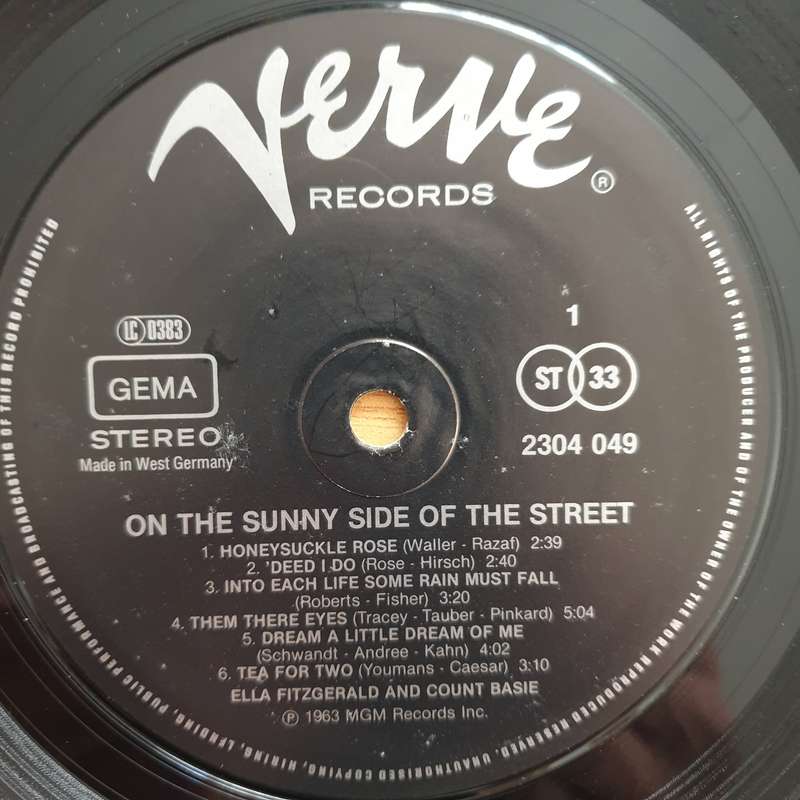 Verve
RECORDS
®
LC 0383
GEMA
STEREO
Made in West Germany
1
ST 33
2304 049
ON THE SUNNY SIDE OF THE STREET
1. HONEYSUCKLE ROSE (Waller - Razaf) 2:39
2. 'DEED I DO (Rose - Hirsch) 2:40
3. INTO EACH LIFE SOME RAIN MUST FALL
(Roberts - Fisher) 3:20
4. THEM THERE EYES (Tracey - Tauber - Pinkard) 5:04
5. DREAM A LITTLE DREAM OF ME
(Schwandt - Andree - Kahn) 4:02
6. TEA FOR TWO (Youmans - Caesar) 3:10
ELLA FITZGERALD AND COUNT BASIE
℗ 1963 MGM Records Inc.
ALL RIGHTS OF THE PRODUCER AND OF THE OWNER OF THE WORK REPRODUCED RESERVED. UNAUTHORISED COPYING, HIRING, LENDING, PUBLIC PERFORMANCE AND BROADCASTING OF THIS RECORD PROHIBITED